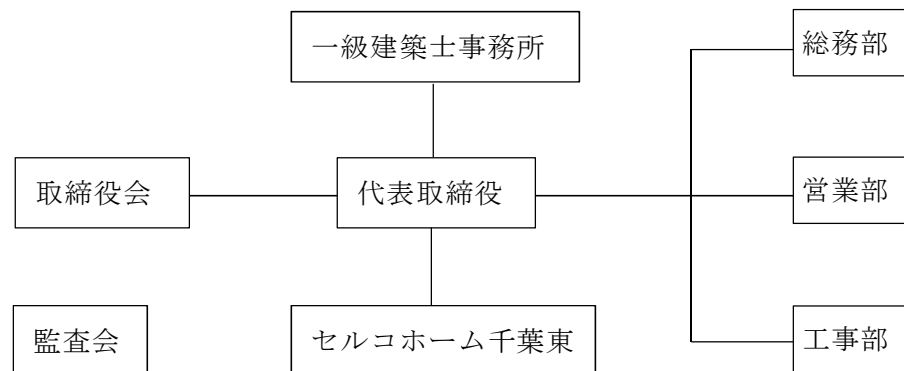 一級建築士事務所
総務部
取締役会
代表取締役
営業部
監査会
セルコホーム千葉東
工事部